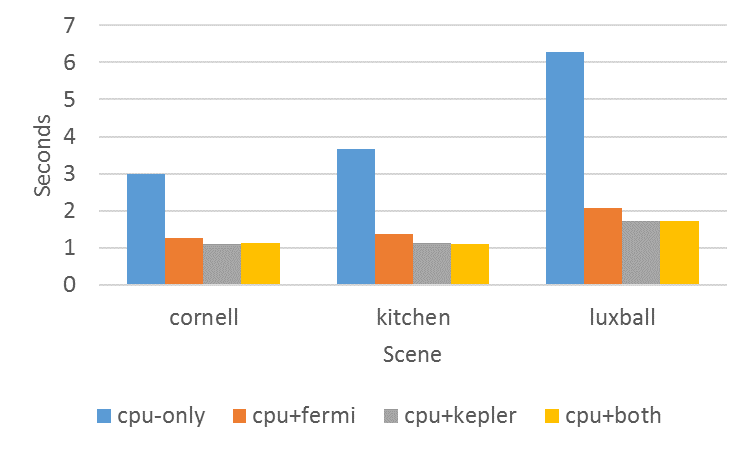 7
6
5
4
3
2
1
0
Seconds
cornell kitchen luxball
Scene
cpu-only cpu+fermi cpu+kepler cpu+both